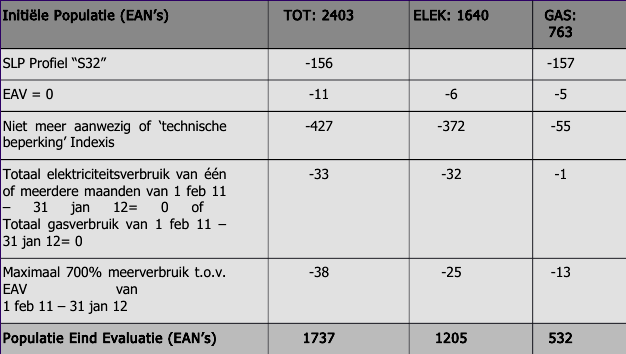 Initiële Populatie (EAN’s) TOT: 2403 ELEK: 1640 GAS:
763
SLP Profiel “S32” -156 -157
EAV = 0 -11 -6 -5
Niet meer aanwezig of ‘technische -427 -372 -55
beperking’ Indexis
Totaal elektriciteitsverbruik van één -33 -32 -1
of meerdere maanden van 1 feb 11
– 31 jan 12= 0 of
Totaal gasverbruik van 1 feb 11 –
31 jan 12= 0
Maximaal 700% meerverbruik t.o.v. -38 -25 -13
EAV van
1 feb 11 – 31 jan 12
Populatie Eind Evaluatie (EAN’s) 1737 1205 532